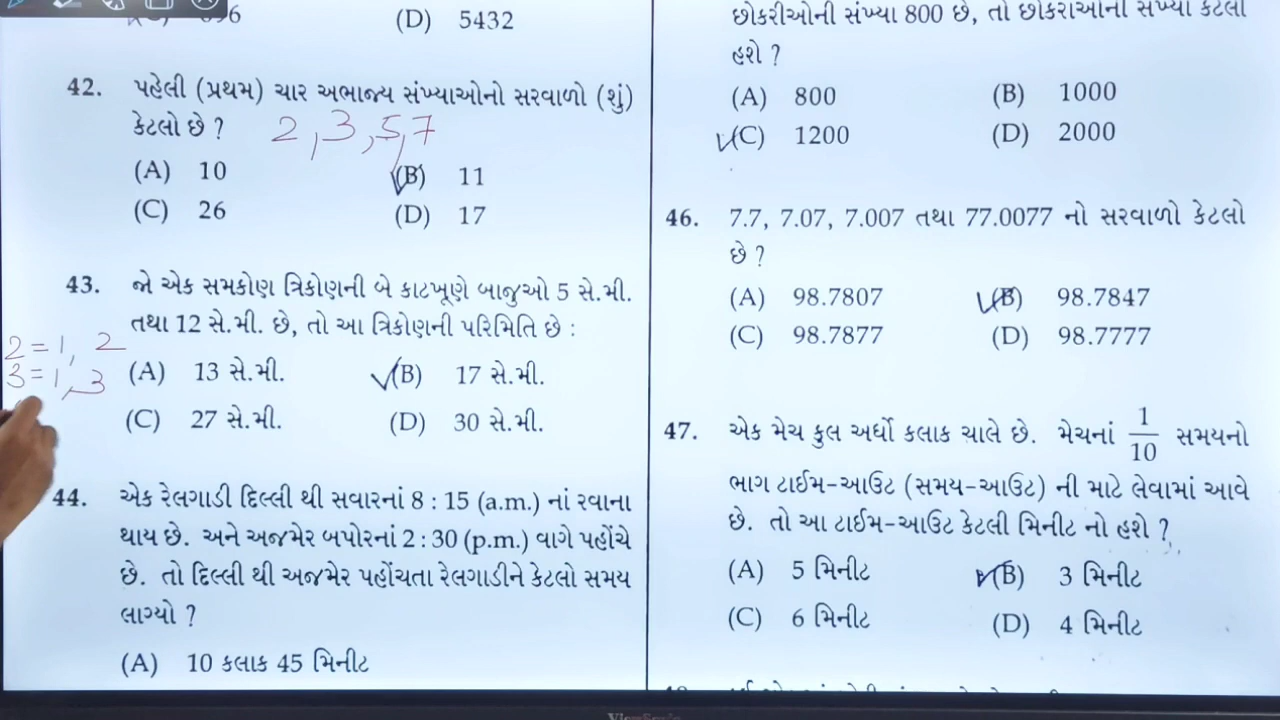 (D) 5432
42. પહેલી (પ્રથમ) ચાર અભાજ્ય સંખ્યાઓનો સરવાળો (શું)
કેટલો છે ? 2, 3, 5, 7
(A) 10 (B) 11
(C) 26 (D) 17
43. જો એક સમકોણ ત્રિકોણની બે કાટખૂણે બાજુઓ 5 સે.મી.
તથા 12 સે.મી. છે, તો આ ત્રિકોણની પરિમિતિ છે :
2 = 1, 2
3 = 1, 3
(A) 13 સે.મી. (B) 17 સે.મી.
(C) 27 સે.મી. (D) 30 સે.મી.
44. એક રેલગાડી દિલ્લી થી સવારનાં 8 : 15 (a.m.) નાં રવાના
થાય છે. અને અજમેર બપોરનાં 2 : 30 (p.m.) વાગે પહોંચે
છે. તો દિલ્લી થી અજમેર પહોંચતા રેલગાડીને કેટલો સમય
લાગ્યો ?
(A) 10 કલાક 45 મિનીટ
છોકરીઓની સંખ્યા 800 છે, તો છોકરાઓની સંખ્યા કેટલી
હશે ?
(A) 800 (B) 1000
(C) 1200 (D) 2000
46. 7.7, 7.07, 7.007 તથા 77.0077 નો સરવાળો કેટલો
છે ?
(A) 98.7807 (B) 98.7847
(C) 98.7877 (D) 98.7777
47. એક મેચ કુલ અર્ધો કલાક ચાલે છે. મેચનાં 1/10 સમયનો
ભાગ ટાઈમ-આઉટ (સમય-આઉટ) ની માટે લેવામાં આવે
છે. તો આ ટાઈમ-આઉટ કેટલી મિનીટ નો હશે ?
(A) 5 મિનીટ (B) 3 મિનીટ
(C) 6 મિનીટ (D) 4 મિનીટ
ViewSonic